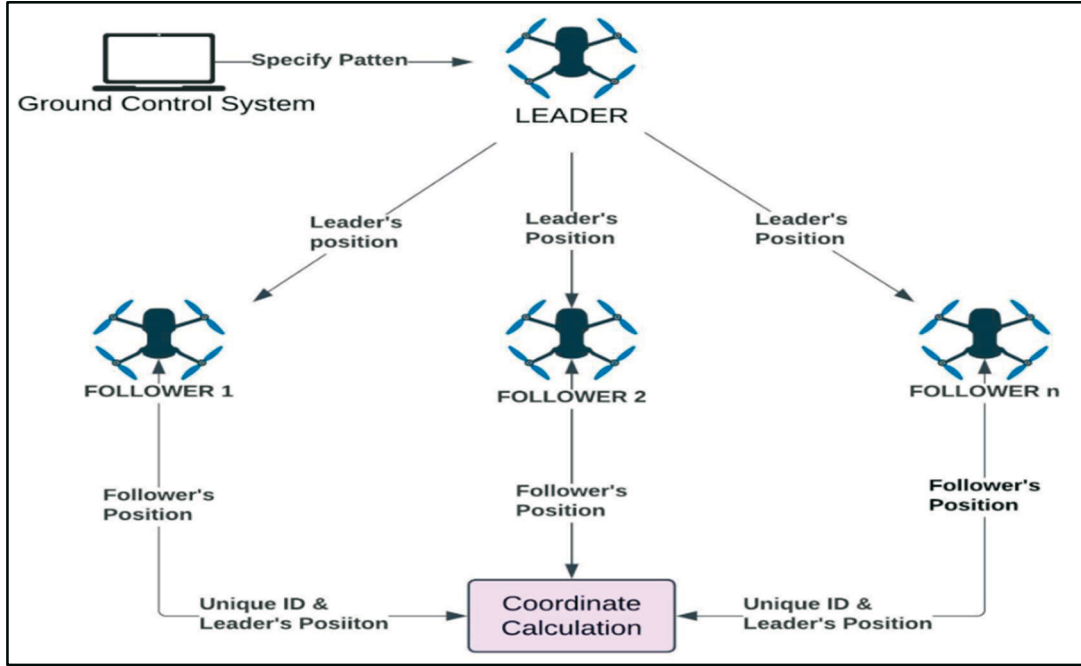 Specify Patten
Ground Control System
LEADER
Leader's
position
Leader's
Position
Leader's
Position
FOLLOWER 1
FOLLOWER 2
FOLLOWER n
Follower's
Position
Follower's
Position
Follower's
Position
Unique ID &
Leader's Posiiton
Coordinate
Calculation
Unique ID &
Leader's Position